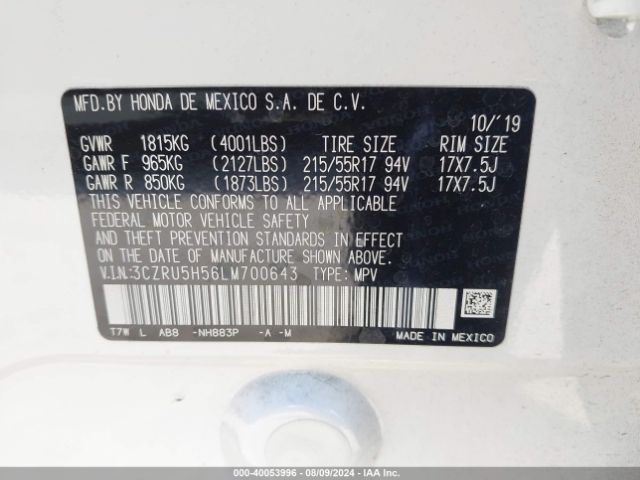 MFD.BY HONDA DE MEXICO S.A. DE C.V.
10/'19
GVWR 1815KG (4001LBS) TIRE SIZE RIM SIZE
GAWR F 965KG (2127LBS) 215/55R17 94V 17X7.5J
GAWR R 850KG (1873LBS) 215/55R17 94V 17X7.5J
THIS VEHICLE CONFORMS TO ALL APPLICABLE
FEDERAL MOTOR VEHICLE SAFETY
AND THEFT PREVENTION STANDARDS IN EFFECT
ON THE DATE OF MANUFACTURE SHOWN ABOVE.
V.I.N:3CZRU5H56LM700643 TYPE: MPV
T7W L AB8 -NH883P -A -M
MADE IN MEXICO
000-40053996 - 08/09/2024 - IAA Inc.